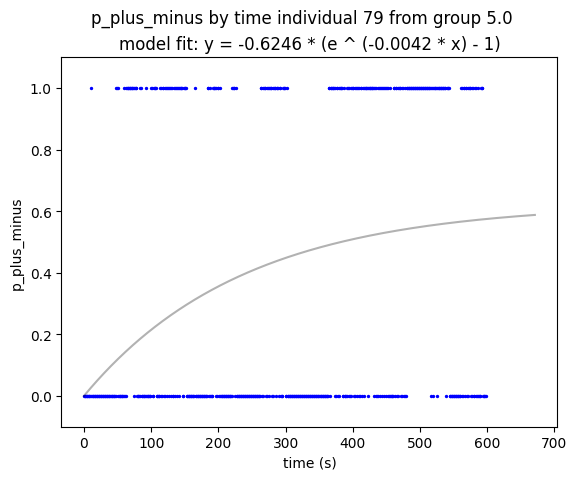 p_plus_minus by time individual 79 from group 5.0
model fit: y = -0.6246 * (e ^ (-0.0042 * x) - 1)
1.0
0.8
0.6
0.4
0.2
0.0
p_plus_minus
0 100 200 300 400 500 600 700
time (s)